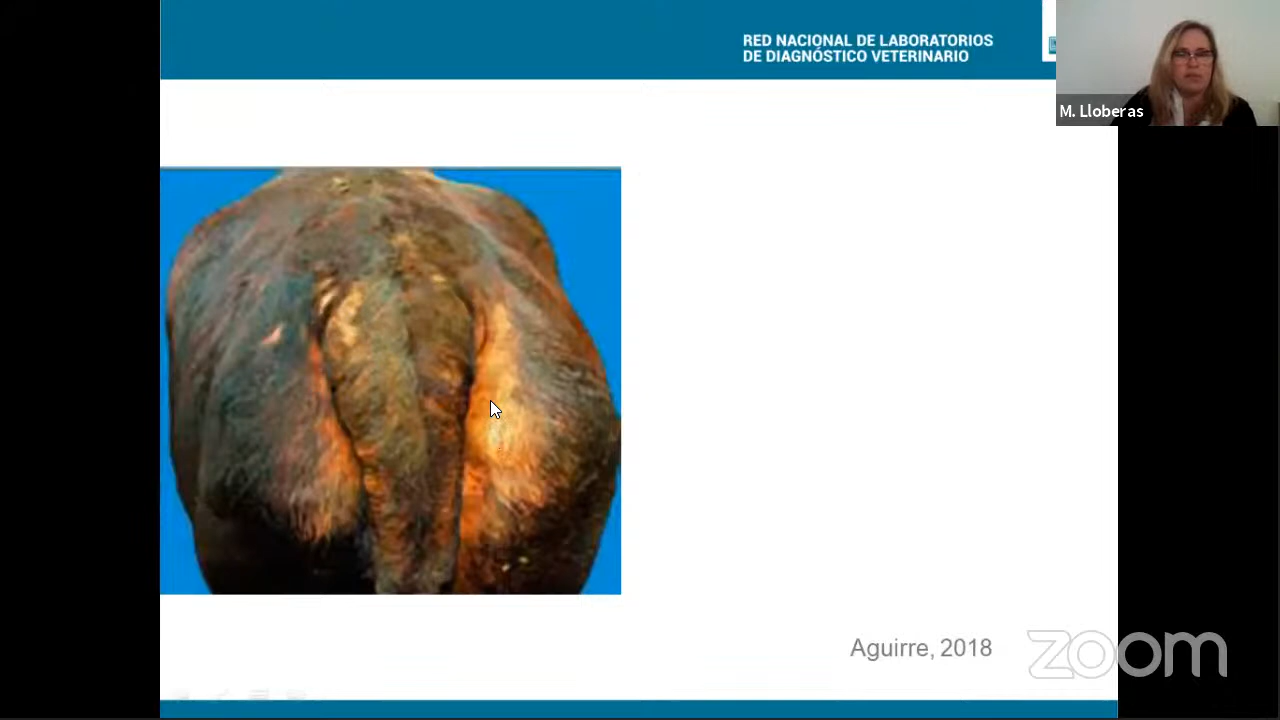 RED NACIONAL DE LABORATORIOS
DE DIAGNÓSTICO VETERINARIO
M. Lloberas
Aguirre, 2018
zoom